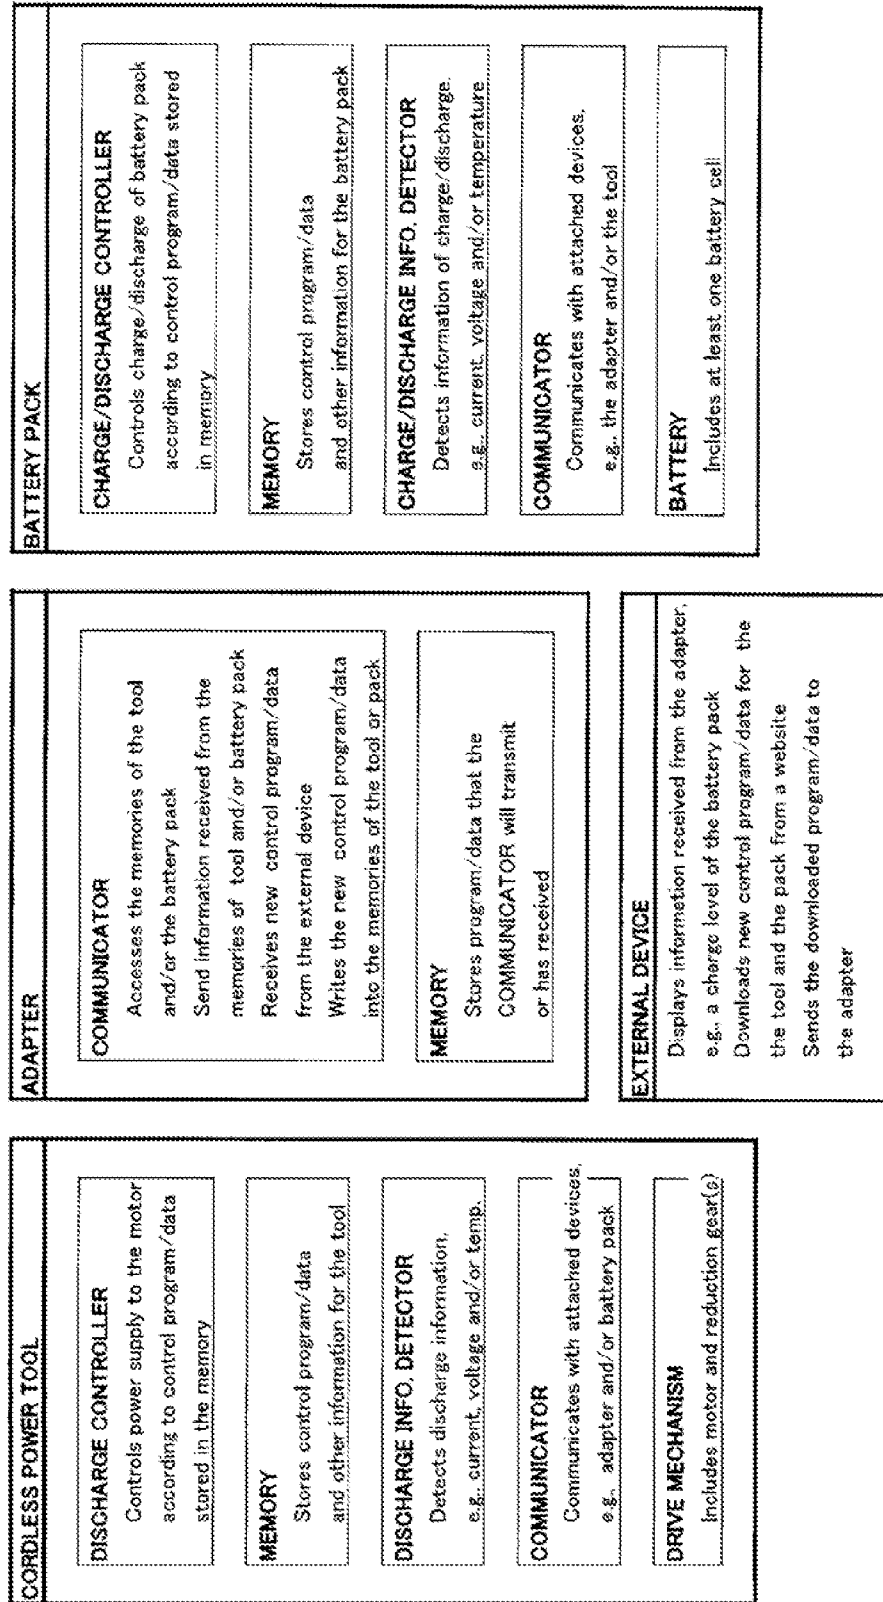 CORDLESS POWER TOOL
DISCHARGE CONTROLLER
Controls power supply to the motor
according to control program/data
stored in the memory
MEMORY
Stores control program/data
and other information for the tool
DISCHARGE INFO. DETECTOR
Detects discharge information,
e.g., current, voltage and/or temp.
COMMUNICATOR
Communicates with attached devices,
e.g., adapter and/or battery pack
DRIVE MECHANISM
Includes motor and reduction gear(s)
ADAPTER
COMMUNICATOR
Accesses the memories of the tool
and/or the battery pack
Send information received from the
memories of tool and/or battery pack
Receives new control program/data
from the external device
Writes the new control program/data
into the memories of the tool or pack
MEMORY
Stores program/data that the
COMMUNICATOR will transmit
or has received
EXTERNAL DEVICE
Displays information received from the adapter,
e.g., a charge level of the battery pack
Downloads new control program/data for the
the tool and the pack from a website
Sends the downloaded program/data to
the adapter
BATTERY PACK
CHARGE/DISCHARGE CONTROLLER
Controls charge/discharge of battery pack
according to control program/data stored
in memory
MEMORY
Stores control program/data
and other information for the battery pack
CHARGE/DISCHARGE INFO. DETECTOR
Detects information of charge/discharge,
e.g., current, voltage and/or temperature
COMMUNICATOR
Communicates with attached devices,
e.g., the adapter and/or the tool
BATTERY
Includes at least one battery cell